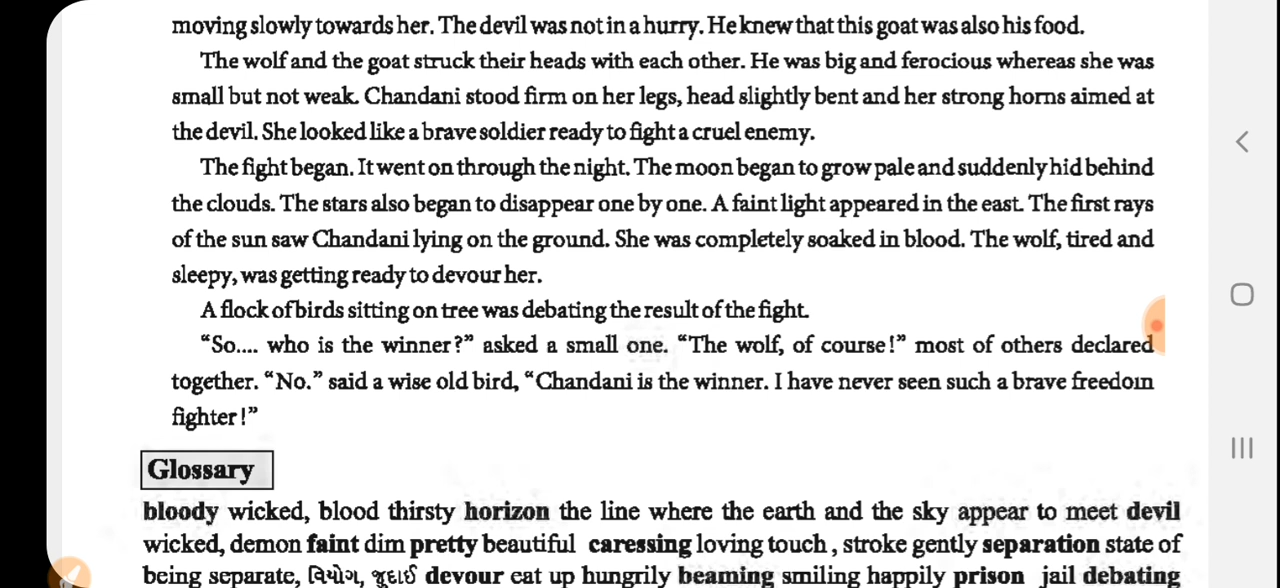 moving slowly towards her. The devil was not in a hurry. He knew that this goat was also his food.
The wolf and the goat struck their heads with each other. He was big and ferocious whereas she was
small but not weak. Chandani stood firm on her legs, head slightly bent and her strong horns aimed at
the devil. She looked like a brave soldier ready to fight a cruel enemy.
The fight began. It went on through the night. The moon began to grow pale and suddenly hid behind
the clouds. The stars also began to disappear one by one. A faint light appeared in the east. The first rays
of the sun saw Chandani lying on the ground. She was completely soaked in blood. The wolf, tired and
sleepy, was getting ready to devour her.
A flock of birds sitting on tree was debating the result of the fight.
“So.... who is the winner?” asked a small one. “The wolf, of course!” most of others declared
together. “No.” said a wise old bird, “Chandani is the winner. I have never seen such a brave freedom
fighter!”
Glossary
bloody wicked, blood thirsty horizon the line where the earth and the sky appear to meet devil
wicked, demon faint dim pretty beautiful caressing loving touch, stroke gently separation state of
being separate, વિયોગ, જુદાઈ devour eat up hungrily beaming smiling happily prison jail debating